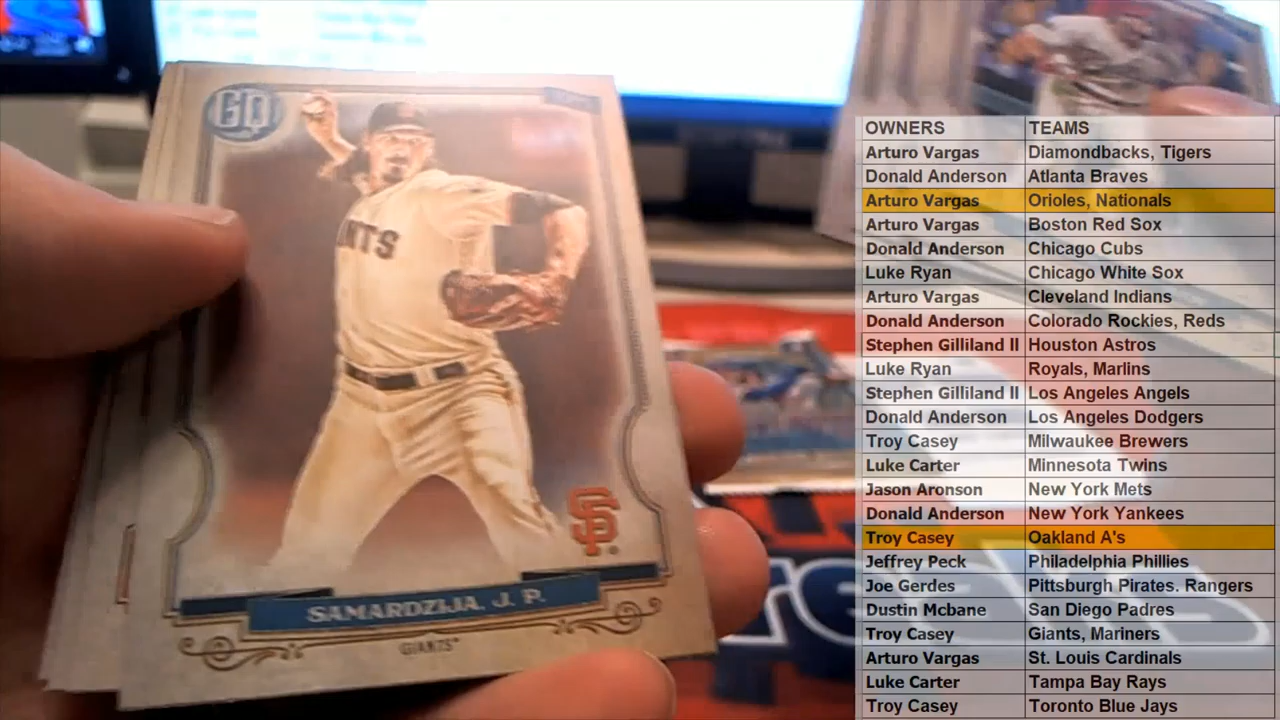 GQ
ANTS
SF
SAMARDZIJA, J. P.
GIANTS
OWNERS TEAMS
Arturo Vargas Diamondbacks, Tigers
Donald Anderson Atlanta Braves
Arturo Vargas Orioles, Nationals
Arturo Vargas Boston Red Sox
Donald Anderson Chicago Cubs
Luke Ryan Chicago White Sox
Arturo Vargas Cleveland Indians
Donald Anderson Colorado Rockies, Reds
Stephen Gilliland II Houston Astros
Luke Ryan Royals, Marlins
Stephen Gilliland II Los Angeles Angels
Donald Anderson Los Angeles Dodgers
Troy Casey Milwaukee Brewers
Luke Carter Minnesota Twins
Jason Aronson New York Mets
Donald Anderson New York Yankees
Troy Casey Oakland A's
Jeffrey Peck Philadelphia Phillies
Joe Gerdes Pittsburgh Pirates. Rangers
Dustin Mcbane San Diego Padres
Troy Casey Giants, Mariners
Arturo Vargas St. Louis Cardinals
Luke Carter Tampa Bay Rays
Troy Casey Toronto Blue Jays